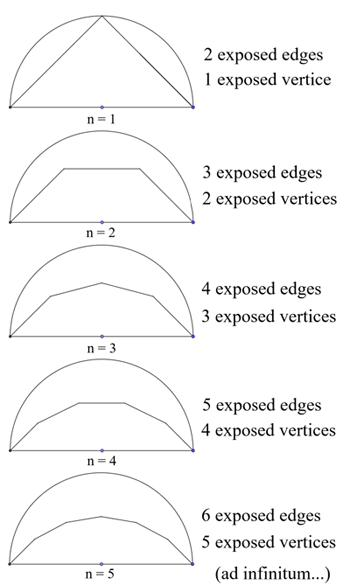 2 exposed edges
1 exposed vertice
n = 1
3 exposed edges
2 exposed vertices
n = 2
4 exposed edges
3 exposed vertices
n = 3
5 exposed edges
4 exposed vertices
n = 4
6 exposed edges
5 exposed vertices
n = 5
(ad infinitum...)